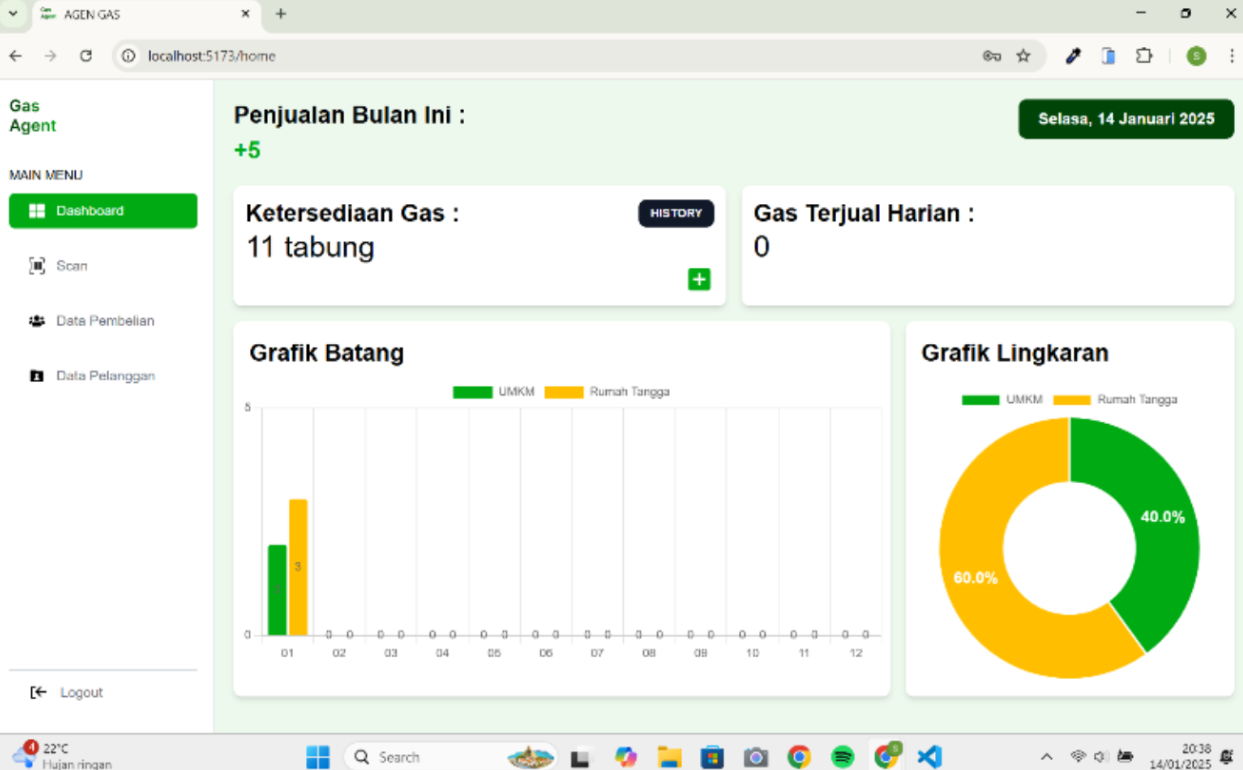 AGEN GAS
localhost:5173/home
S
Gas
Agent
MAIN MENU
Dashboard
Scan
Data Pembelian
Data Pelanggan
Logout
Penjualan Bulan Ini :
+5
Selasa, 14 Januari 2025
Ketersediaan Gas :
HISTORY
11 tabung
Gas Terjual Harian :
0
Grafik Batang
UMKM Rumah Tangga
5
3
0 0 0 0 0 0 0 0 0 0 0 0 0 0 0 0 0 0 0 0 0 0 0
01 02 03 04 05 06 07 08 09 10 11 12
Grafik Lingkaran
UMKM Rumah Tangga
40.0%
60.0%
4
22°C
Hujan ringan
Search
20:38
14/01/2025